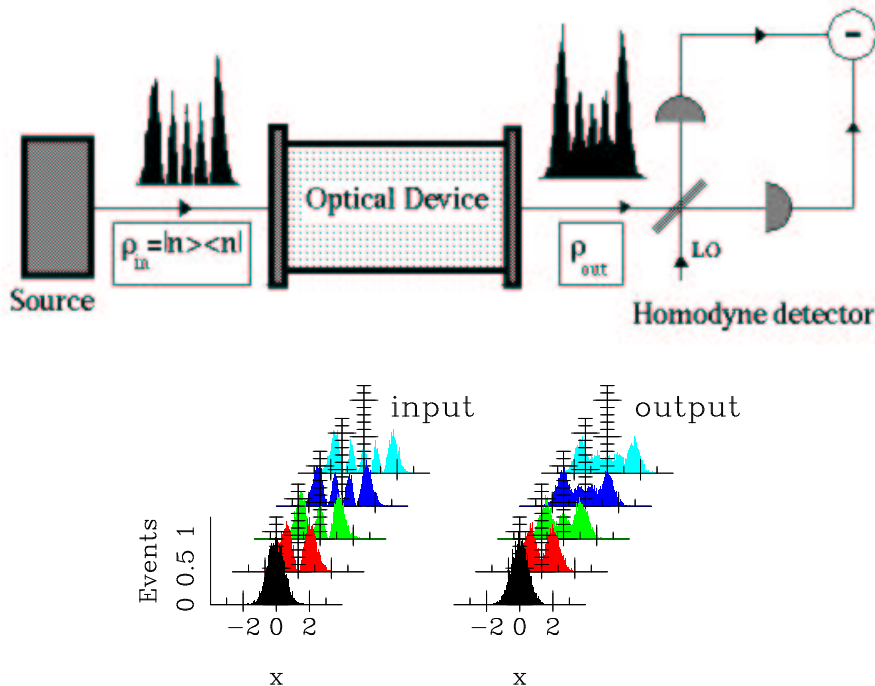 Optical Device
ρin=|n><n|
ρout
LO
Source
Homodyne detector
-
input
output
Events
0 0.5 1
−2 0 2
−2 0 2
x
x